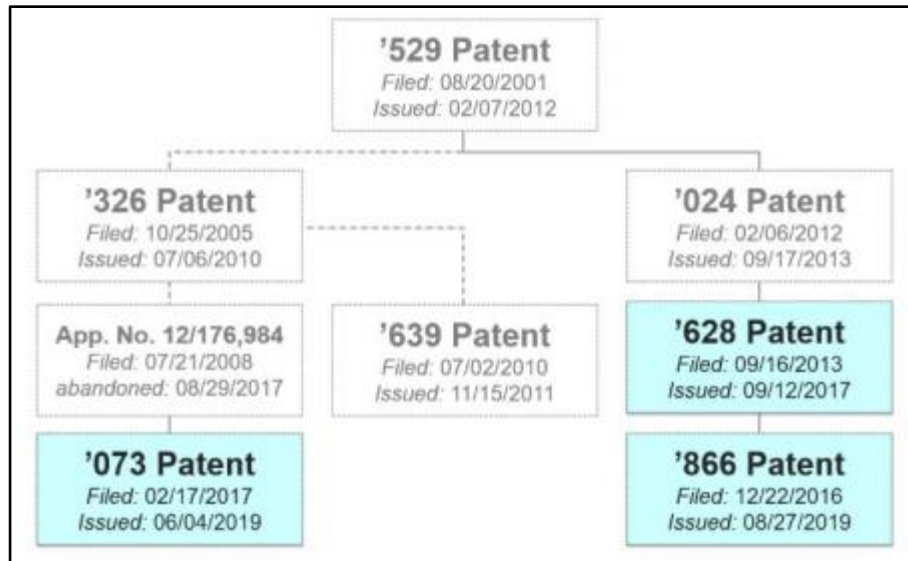 ’529 Patent
Filed: 08/20/2001
Issued: 02/07/2012
’326 Patent
Filed: 10/25/2005
Issued: 07/06/2010
’024 Patent
Filed: 02/06/2012
Issued: 09/17/2013
App. No. 12/176,984
Filed: 07/21/2008
abandoned: 08/29/2017
’639 Patent
Filed: 07/02/2010
Issued: 11/15/2011
’628 Patent
Filed: 09/16/2013
Issued: 09/12/2017
’073 Patent
Filed: 02/17/2017
Issued: 06/04/2019
’866 Patent
Filed: 12/22/2016
Issued: 08/27/2019